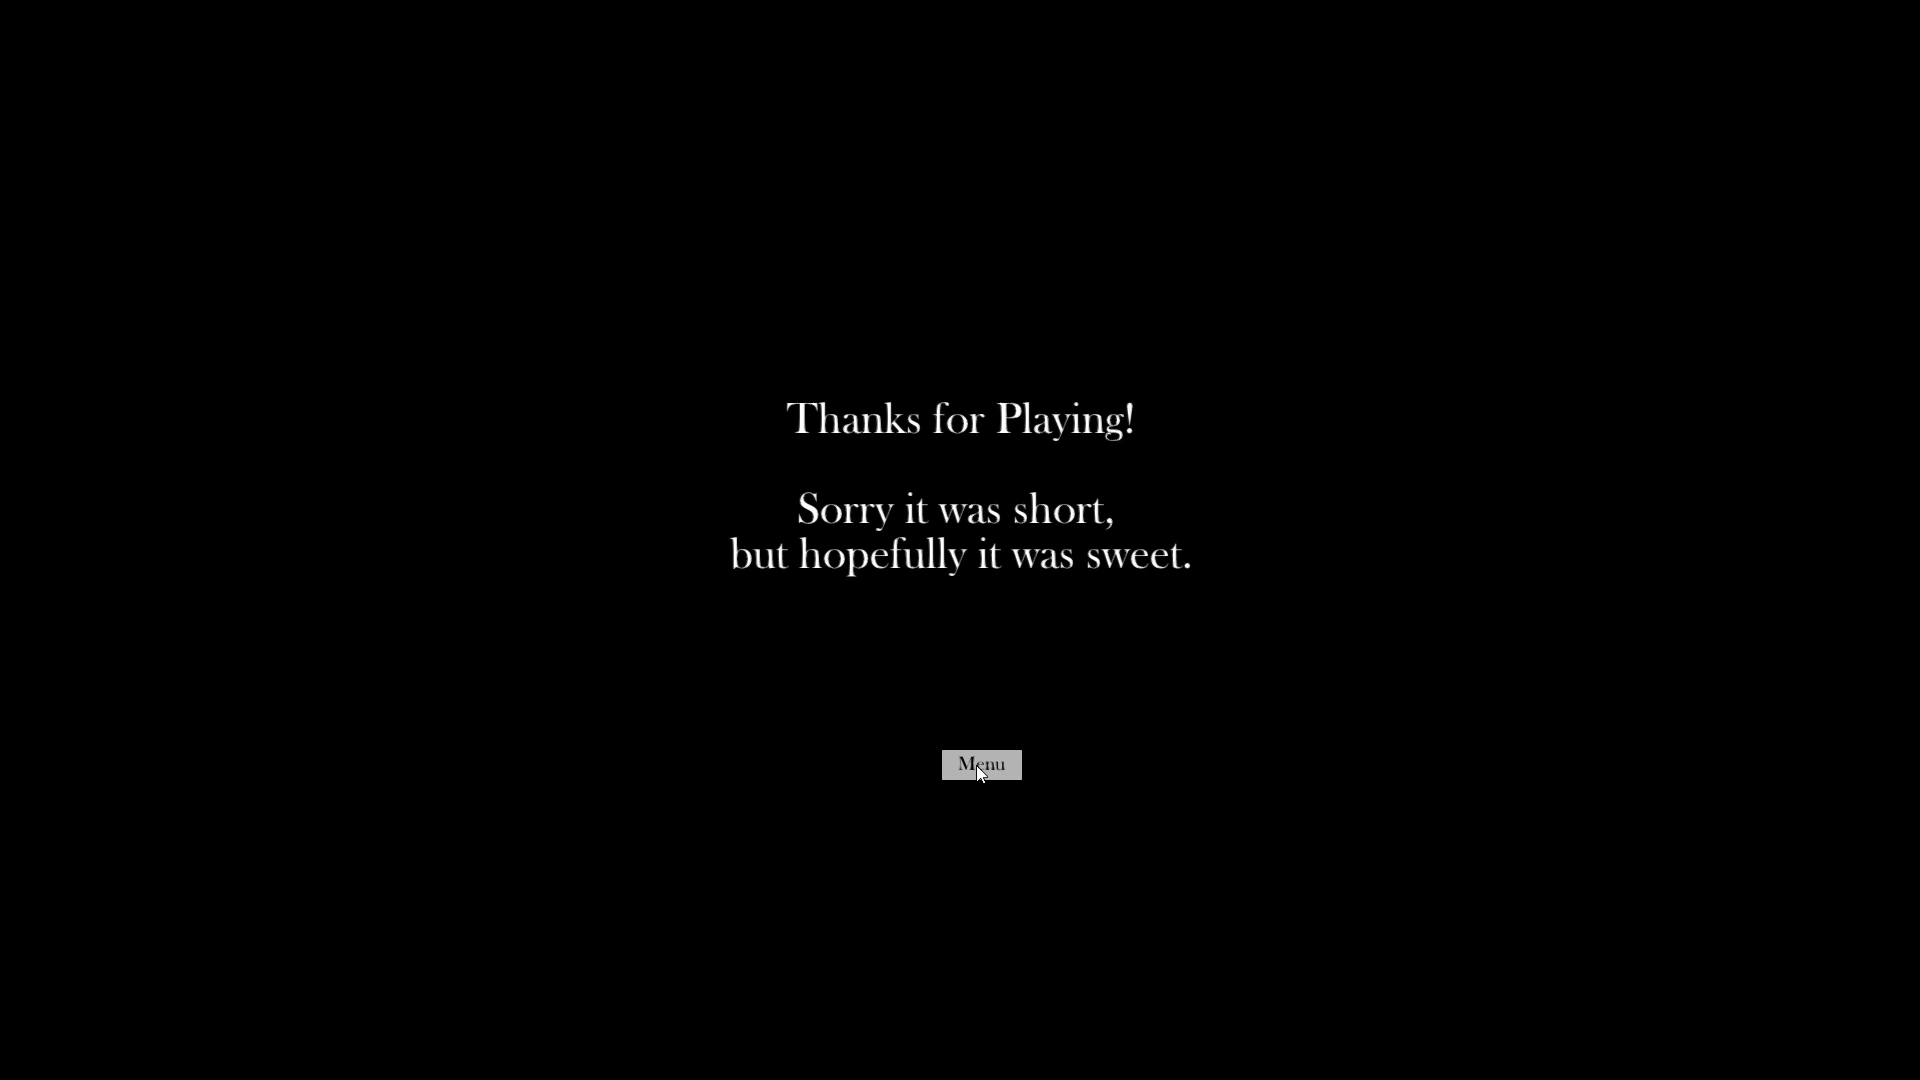 Thanks for Playing!
Sorry it was short,
but hopefully it was sweet.
Menu